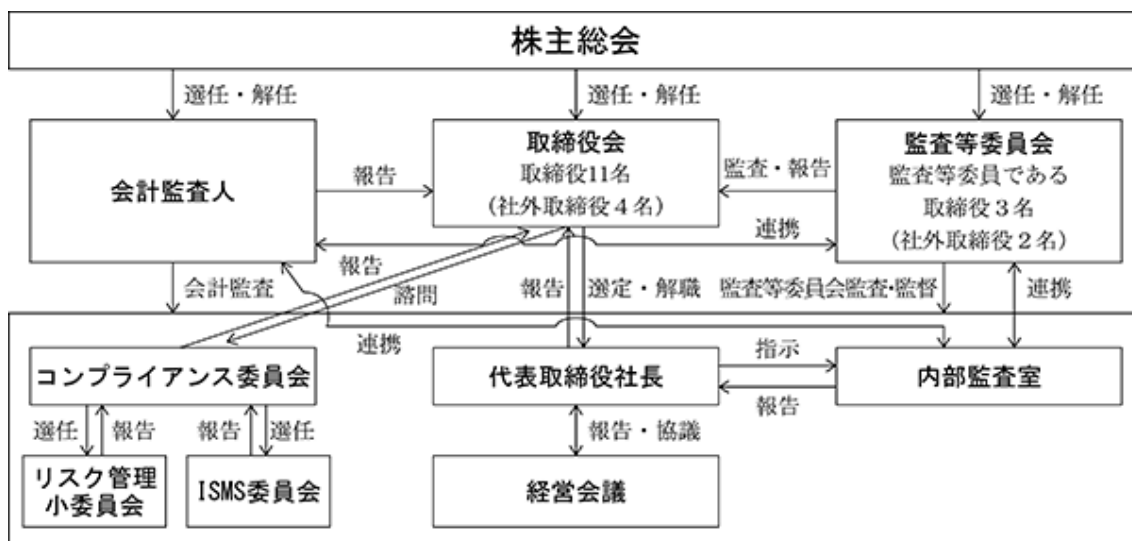 株主総会
選任・解任
選任・解任
選任・解任
会計監査人
報告
取締役会
取締役11名
(社外取締役4名)
監査・報告
監査等委員会
監査等委員である
取締役3名
(社外取締役2名)
連携
会計監査
報告
諮問
報告
選定・解職
監査等委員会監査・監督
連携
連携
コンプライアンス委員会
代表取締役社長
指示
報告
内部監査室
選任
報告
報告
選任
報告・協議
リスク管理
小委員会
ISMS委員会
経営会議